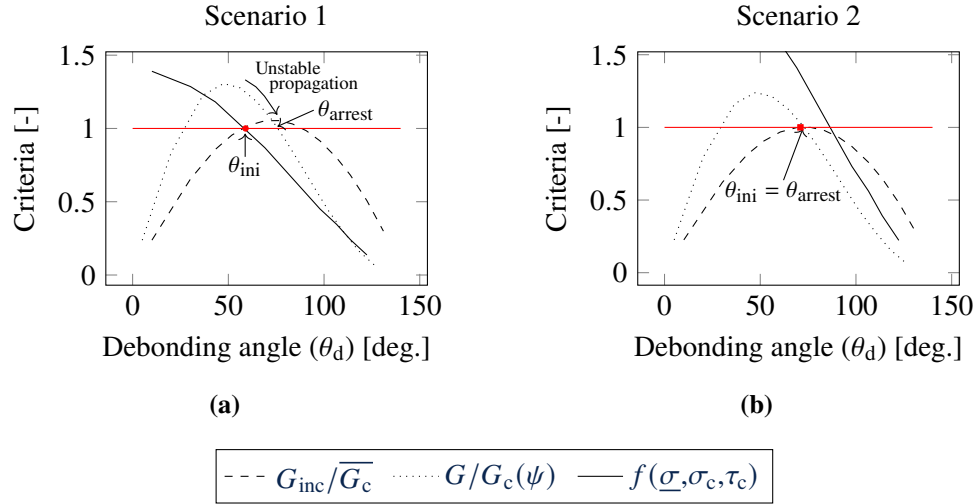 Scenario 1
1.5
1
0.5
0
Criteria [-]
Unstable
propagation
θarrest
θini
0 50 100 150
Debonding angle (θd) [deg.]
(a)
Scenario 2
1.5
1
0.5
0
Criteria [-]
θini = θarrest
0 50 100 150
Debonding angle (θd) [deg.]
(b)
Ginc/G̅c̅ G/Gc(ψ) f(σ̲,σc,τc)